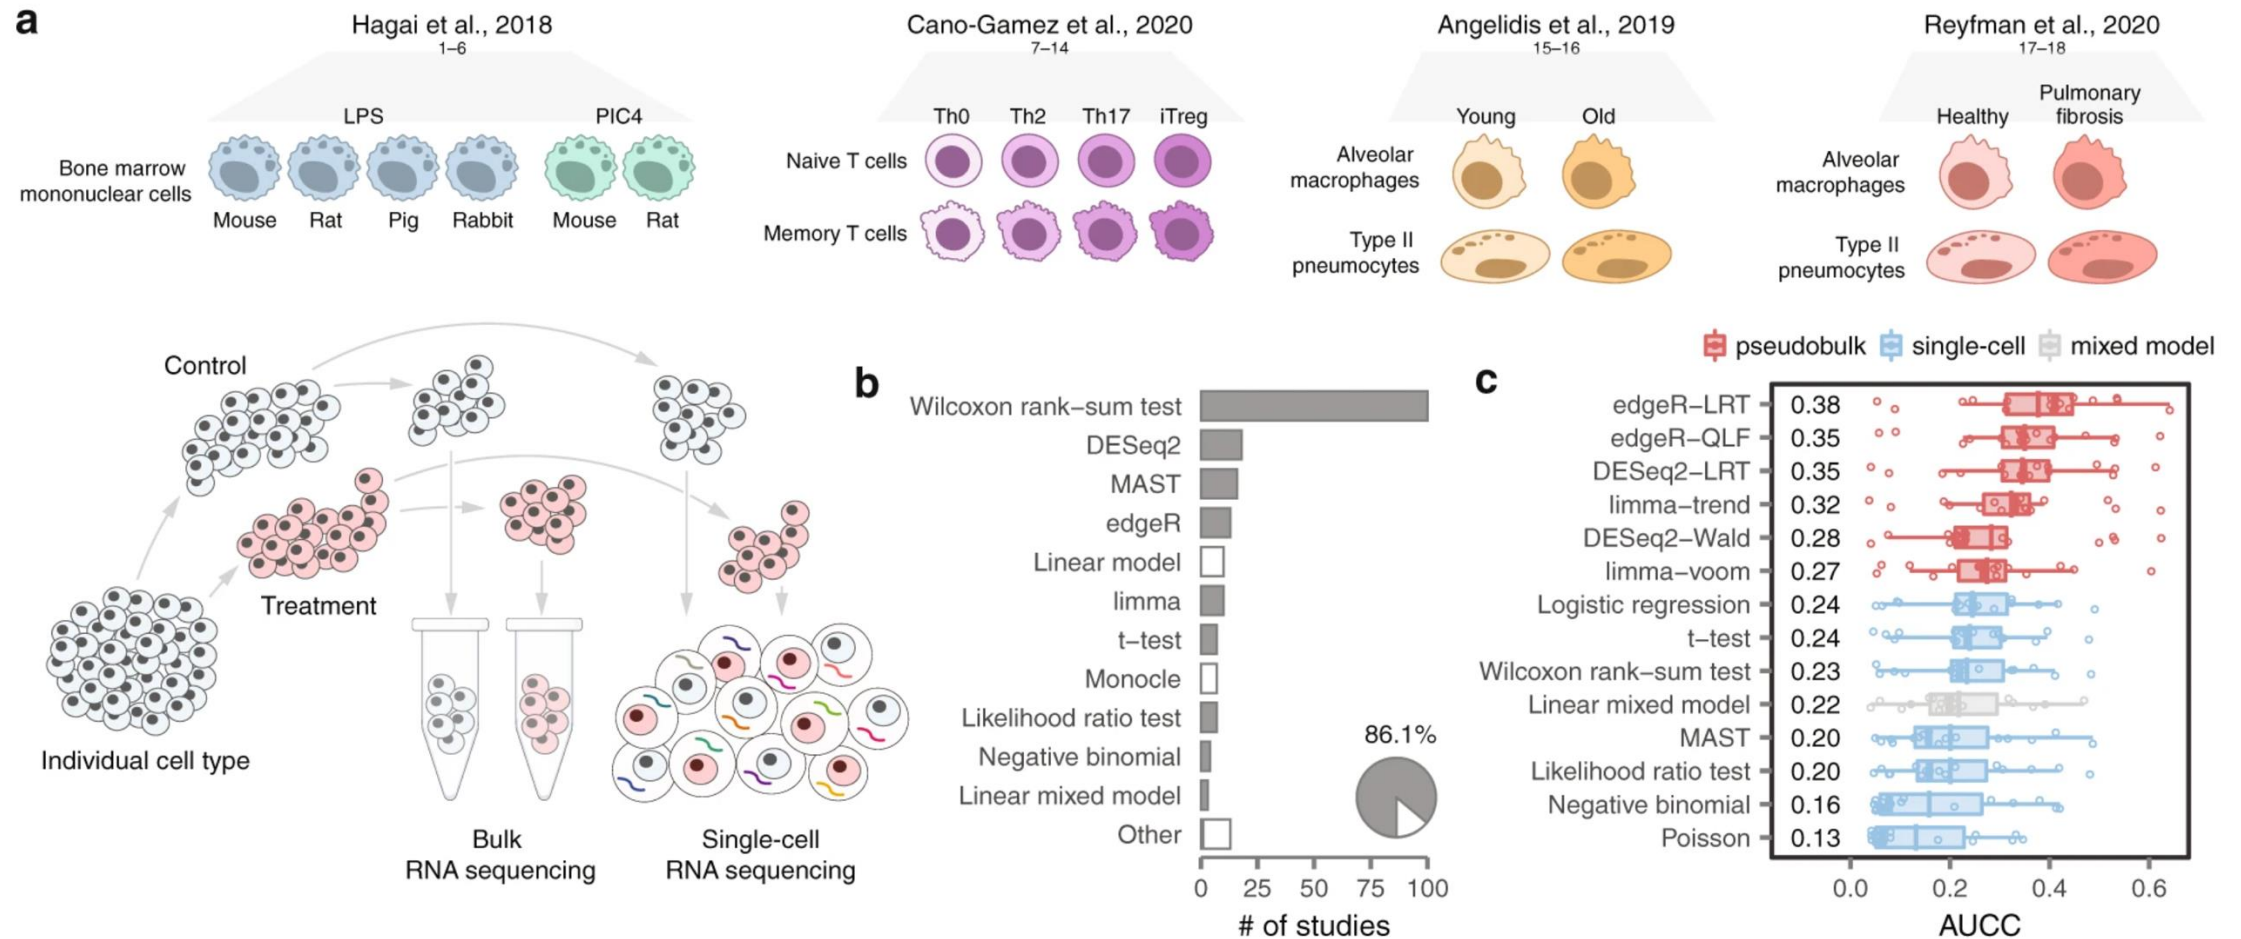 a
Hagai et al., 2018
1–6
LPS
PIC4
Bone marrow
mononuclear cells
Mouse
Rat
Pig
Rabbit
Mouse
Rat
Cano-Gamez et al., 2020
7–14
Th0
Th2
Th17
iTreg
Naive T cells
Memory T cells
Angelidis et al., 2019
15–16
Young
Old
Alveolar
macrophages
Type II
pneumocytes
Reyfman et al., 2020
17–18
Healthy
Pulmonary
fibrosis
Alveolar
macrophages
Type II
pneumocytes
Control
Treatment
Individual cell type
Bulk
RNA sequencing
Single-cell
RNA sequencing
b
Wilcoxon rank−sum test
DESeq2
MAST
edgeR
Linear model
limma
t−test
Monocle
Likelihood ratio test
Negative binomial
Linear mixed model
Other
86.1%
0 25 50 75 100
# of studies
c
pseudobulk single−cell mixed model
edgeR−LRT 0.38
edgeR−QLF 0.35
DESeq2−LRT 0.35
limma−trend 0.32
DESeq2−Wald 0.28
limma−voom 0.27
Logistic regression 0.24
t−test 0.24
Wilcoxon rank−sum test 0.23
Linear mixed model 0.22
MAST 0.20
Likelihood ratio test 0.20
Negative binomial 0.16
Poisson 0.13
0.0 0.2 0.4 0.6
AUCC